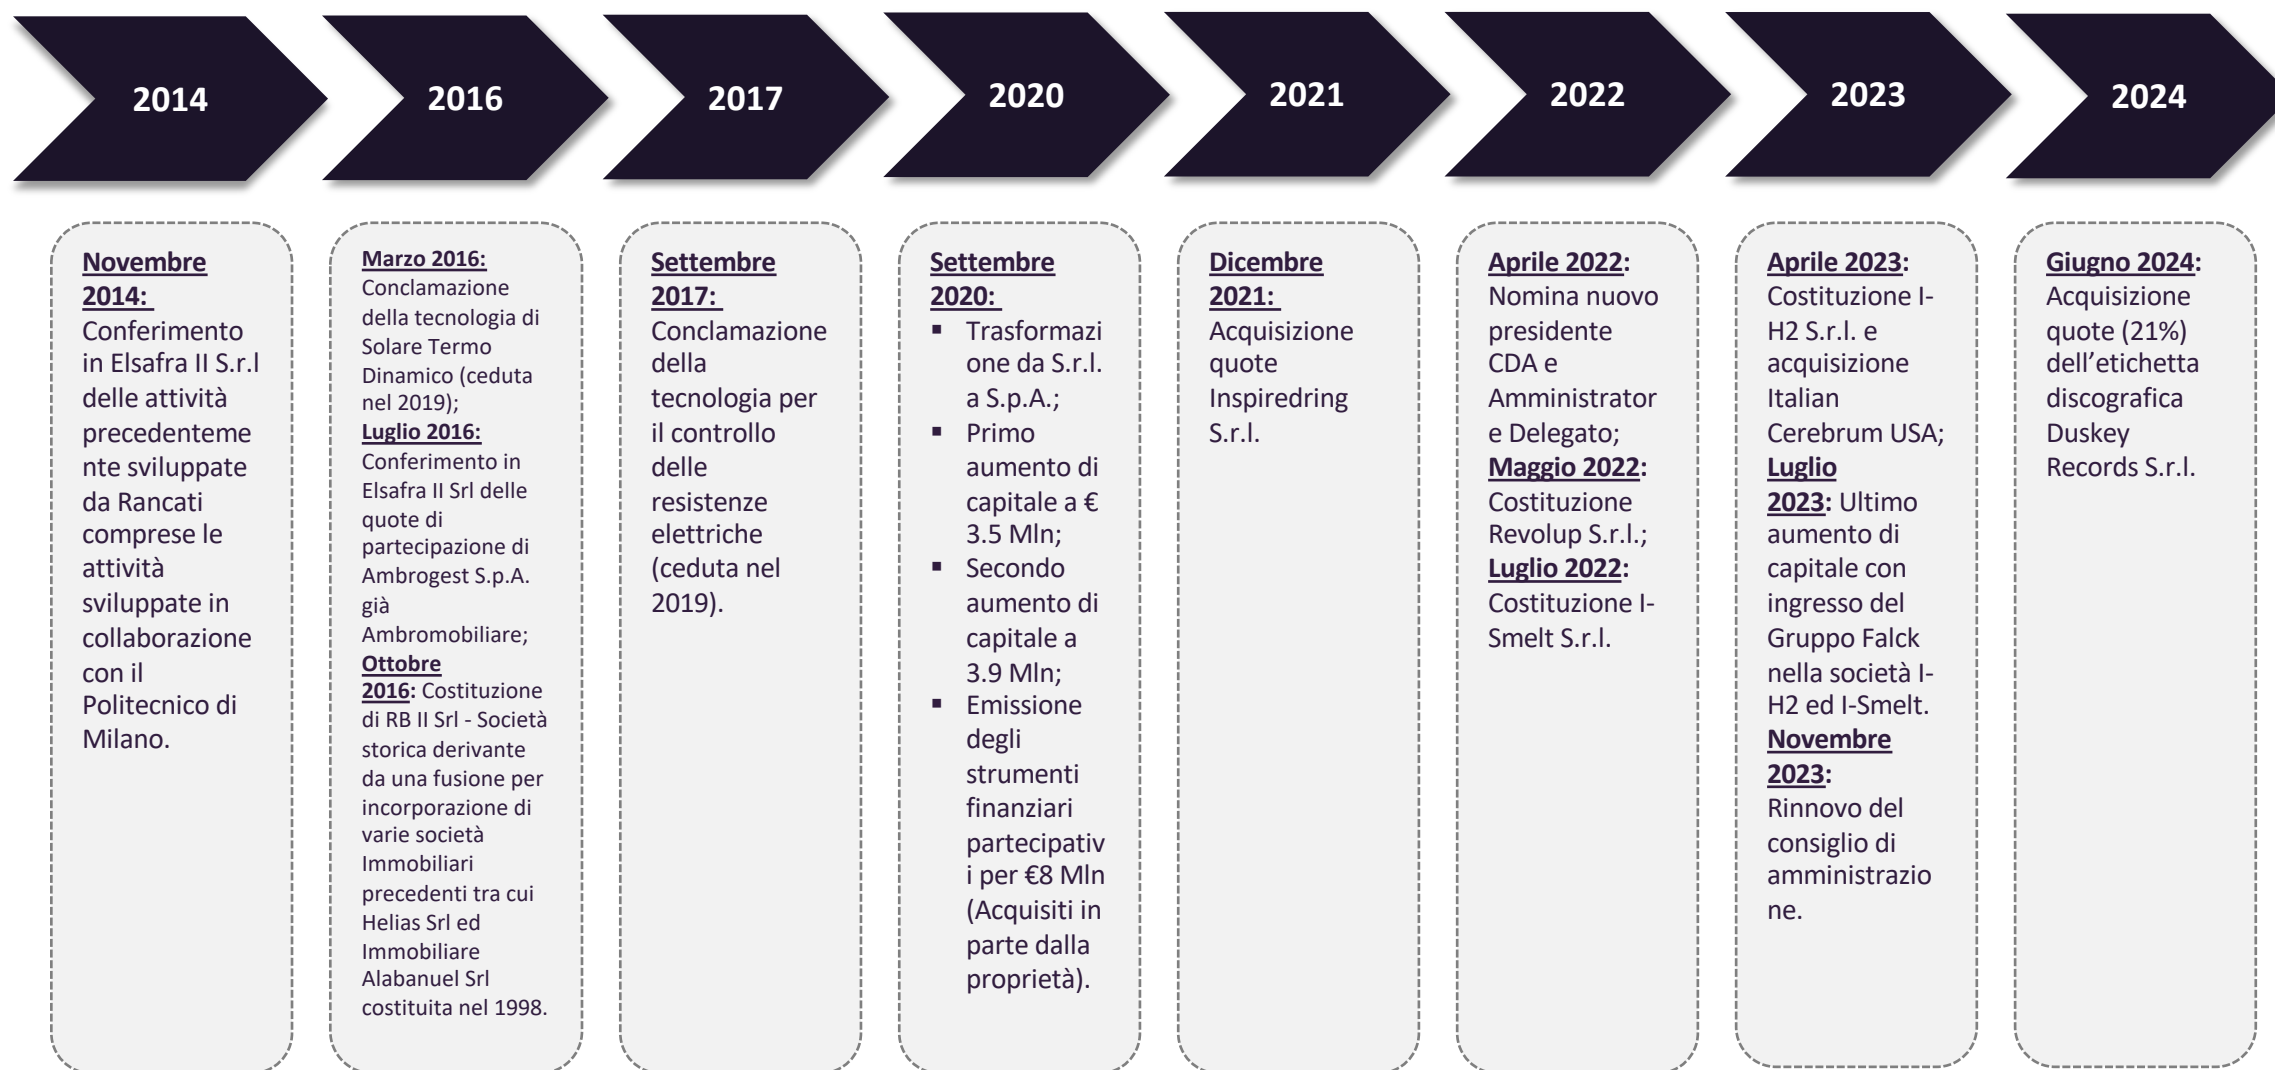 2014
2016
2017
2020
2021
2022
2023
2024
Novembre
2014:
Conferimento
in Elsafra II S.r.l
delle attività
precedenteme
nte sviluppate
da Rancati
comprese le
attività
sviluppate in
collaborazione
con il
Politecnico di
Milano.
Marzo 2016:
Conclamazione
della tecnologia di
Solare Termo
Dinamico (ceduta
nel 2019);
Luglio 2016:
Conferimento in
Elsafra II Srl delle
quote di
partecipazione di
Ambrogest S.p.A.
già
Ambromobiliare;
Ottobre
2016: Costituzione
di RB II Srl - Società
storica derivante
da una fusione per
incorporazione di
varie società
Immobiliari
precedenti tra cui
Helias Srl ed
Immobiliare
Alabanuel Srl
costituita nel 1998.
Settembre
2017:
Conclamazione
della
tecnologia per
il controllo
delle
resistenze
elettriche
(ceduta nel
2019).
Settembre
2020:
▪ Trasformazi
one da S.r.l.
a S.p.A.;
▪ Primo
aumento di
capitale a €
3.5 Mln;
▪ Secondo
aumento di
capitale a
3.9 Mln;
▪ Emissione
degli
strumenti
finanziari
partecipativ
i per €8 Mln
(Acquisiti in
parte dalla
proprietà).
Dicembre
2021:
Acquisizione
quote
Inspiredring
S.r.l.
Aprile 2022:
Nomina nuovo
presidente
CDA e
Amministrator
e Delegato;
Maggio 2022:
Costituzione
Revolup S.r.l.;
Luglio 2022:
Costituzione I-
Smelt S.r.l.
Aprile 2023:
Costituzione I-
H2 S.r.l. e
acquisizione
Italian
Cerebrum USA;
Luglio
2023: Ultimo
aumento di
capitale con
ingresso del
Gruppo Falck
nella società I-
H2 ed I-Smelt.
Novembre
2023:
Rinnovo del
consiglio di
amministrazio
ne.
Giugno 2024:
Acquisizione
quote (21%)
dell’etichetta
discografica
Duskey
Records S.r.l.